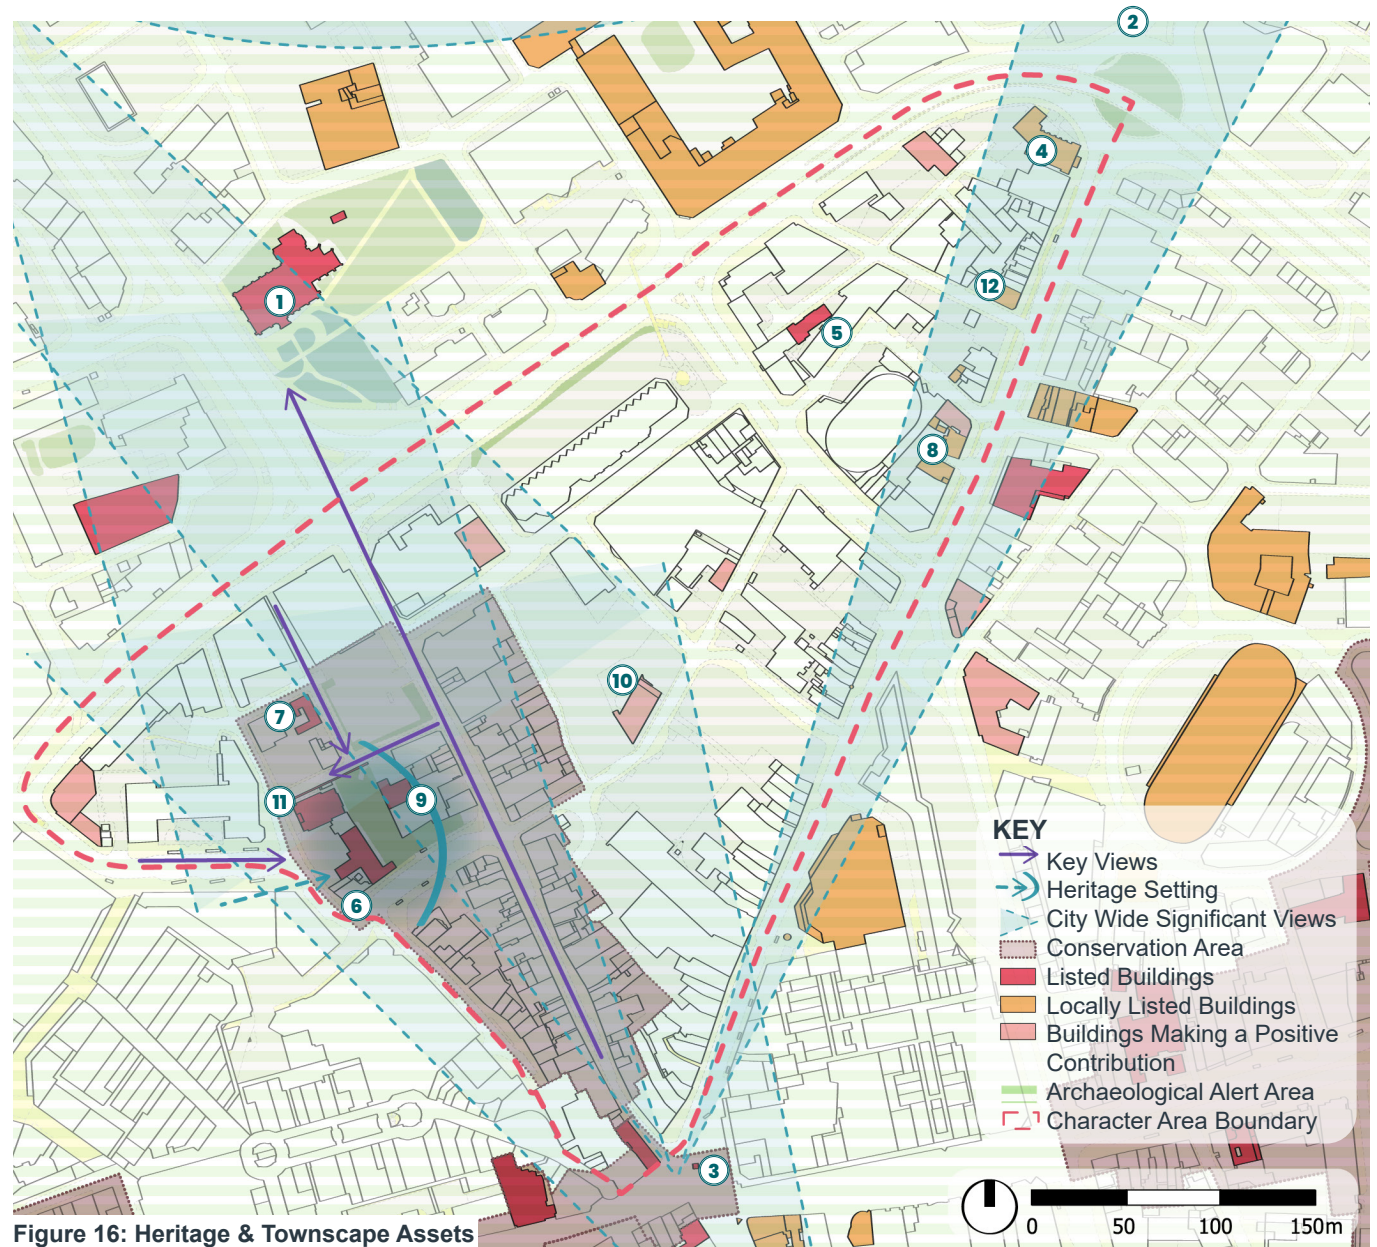 2
4
1
12
5
8
10
7
11
9
6
3
KEY
Key Views
Heritage Setting
City Wide Significant Views
Conservation Area
Listed Buildings
Locally Listed Buildings
Buildings Making a Positive
Contribution
Archaeological Alert Area
Character Area Boundary
0 50 100 150m
Figure 16: Heritage & Townscape Assets